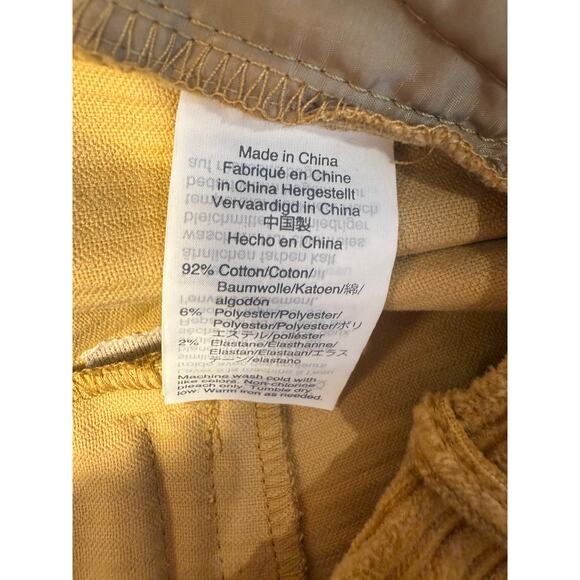 Made in China
Fabriqué en Chine
in China Hergestellt
Vervaardigd in China
中国製
Hecho en China
92% Cotton/Coton/
Baumwolle/Katoen/綿/
algodón
6% Polyester/Polyester/
Polyester/Polyester/ポリ
エステル/poliéster
2% Elastane/Élasthanne/
Elastan/Elastaan/エラス
テーン/elastano
Machine wash cold with
like colors. Non-chlorine
bleach only. Tumble dry
low. Warm iron as needed.